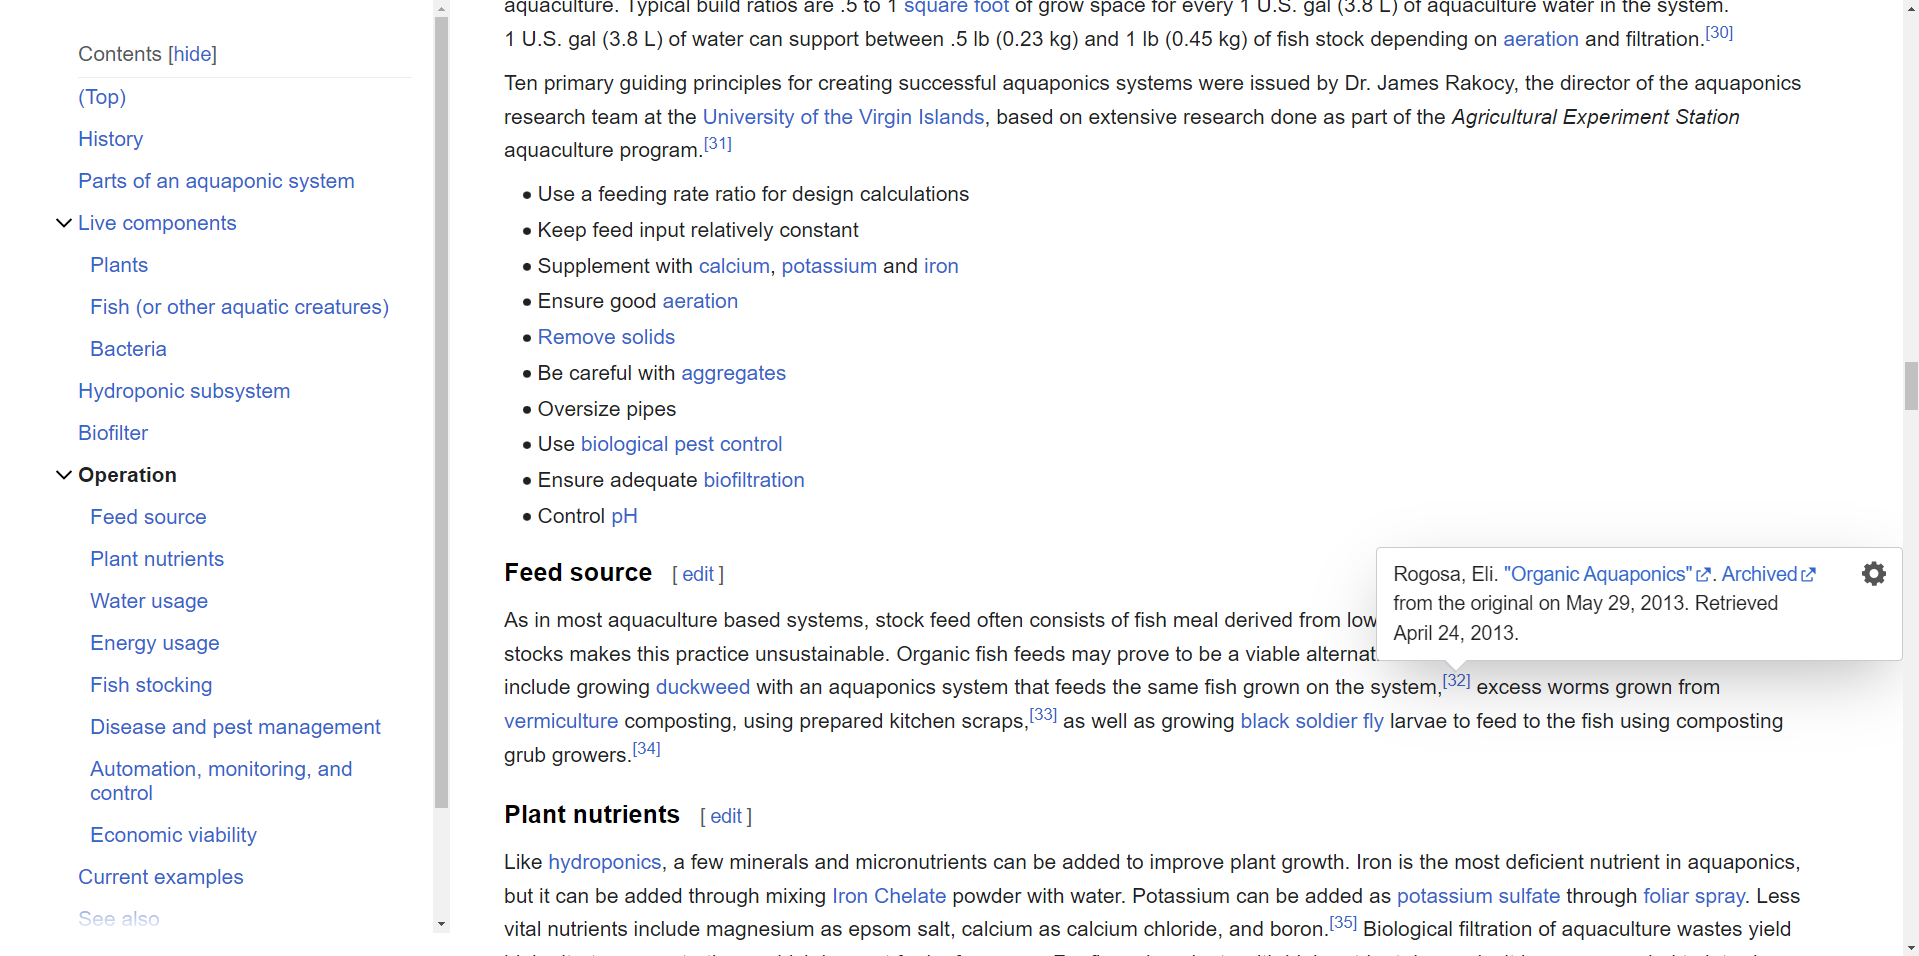 Contents [hide]
(Top)
History
Parts of an aquaponic system
Live components
Plants
Fish (or other aquatic creatures)
Bacteria
Hydroponic subsystem
Biofilter
Operation
Feed source
Plant nutrients
Water usage
Energy usage
Fish stocking
Disease and pest management
Automation, monitoring, and
control
Economic viability
Current examples
See also
aquaculture. Typical build ratios are .5 to 1 square foot of grow space for every 1 U.S. gal (3.8 L) of aquaculture water in the system.
1 U.S. gal (3.8 L) of water can support between .5 lb (0.23 kg) and 1 lb (0.45 kg) of fish stock depending on aeration and filtration.[30]
Ten primary guiding principles for creating successful aquaponics systems were issued by Dr. James Rakocy, the director of the aquaponics
research team at the University of the Virgin Islands, based on extensive research done as part of the Agricultural Experiment Station
aquaculture program.[31]
• Use a feeding rate ratio for design calculations
• Keep feed input relatively constant
• Supplement with calcium, potassium and iron
• Ensure good aeration
• Remove solids
• Be careful with aggregates
• Oversize pipes
• Use biological pest control
• Ensure adequate biofiltration
• Control pH
Feed source [ edit ]
As in most aquaculture based systems, stock feed often consists of fish meal derived from low
stocks makes this practice unsustainable. Organic fish feeds may prove to be a viable
include growing duckweed with an aquaponics system that feeds the same fish grown on the system,[32] excess worms grown from
vermiculture composting, using prepared kitchen scraps,[33] as well as growing black soldier fly larvae to feed to the fish using composting
grub growers.[34]
Rogosa, Eli. "Organic Aquaponics". Archived
from the original on May 29, 2013. Retrieved
April 24, 2013.
Plant nutrients [ edit ]
Like hydroponics, a few minerals and micronutrients can be added to improve plant growth. Iron is the most deficient nutrient in aquaponics,
but it can be added through mixing Iron Chelate powder with water. Potassium can be added as potassium sulfate through foliar spray. Less
vital nutrients include magnesium as epsom salt, calcium as calcium chloride, and boron.[35] Biological filtration of aquaculture wastes yield